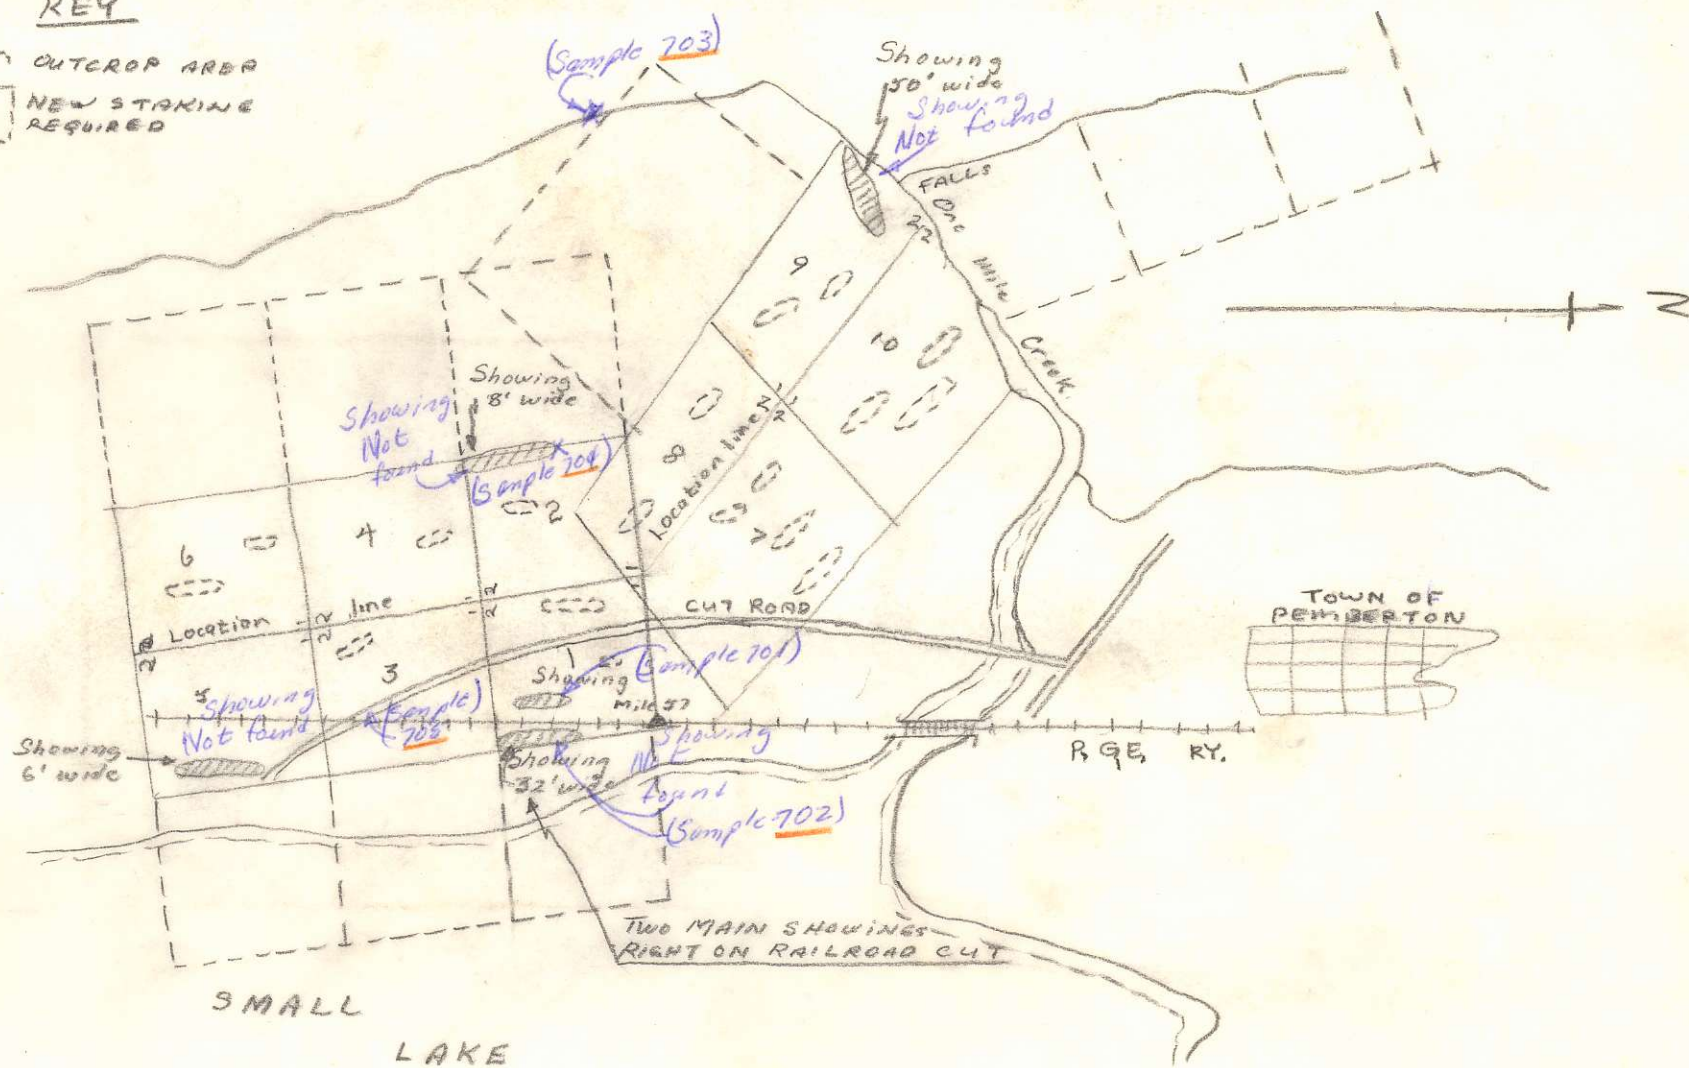 KEY
OUTCROP AREA
NEW STAKING
REQUIRED
(Sample 703)
Showing
50' wide
Showing
Not found
FALLS
One Mile Creek
22
9
10
8
7
Location line
Showing
8' wide
Showing
Not
found
(Sample 704)
2
6
4
Location line
CUT ROAD
TOWN OF
PEMBERTON
3
5
Showing
Not found
(Sample)
705
Showing
(Sample 701)
Mile 57
Showing
6' wide
Showing
32' wide
Showing
found
(Sample 702)
P.G.E. RY.
TWO MAIN SHOWINGS
RIGHT ON RAILROAD CUT
SMALL
LAKE